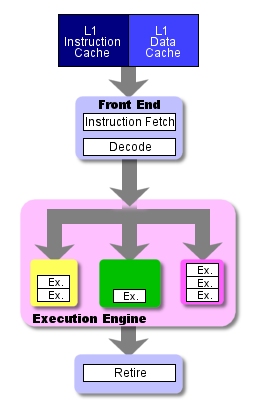 L1
Instruction
Cache
L1
Data
Cache
Front End
Instruction Fetch
Decode
Ex.
Ex.
Ex.
Ex.
Ex.
Ex.
Execution Engine
Retire